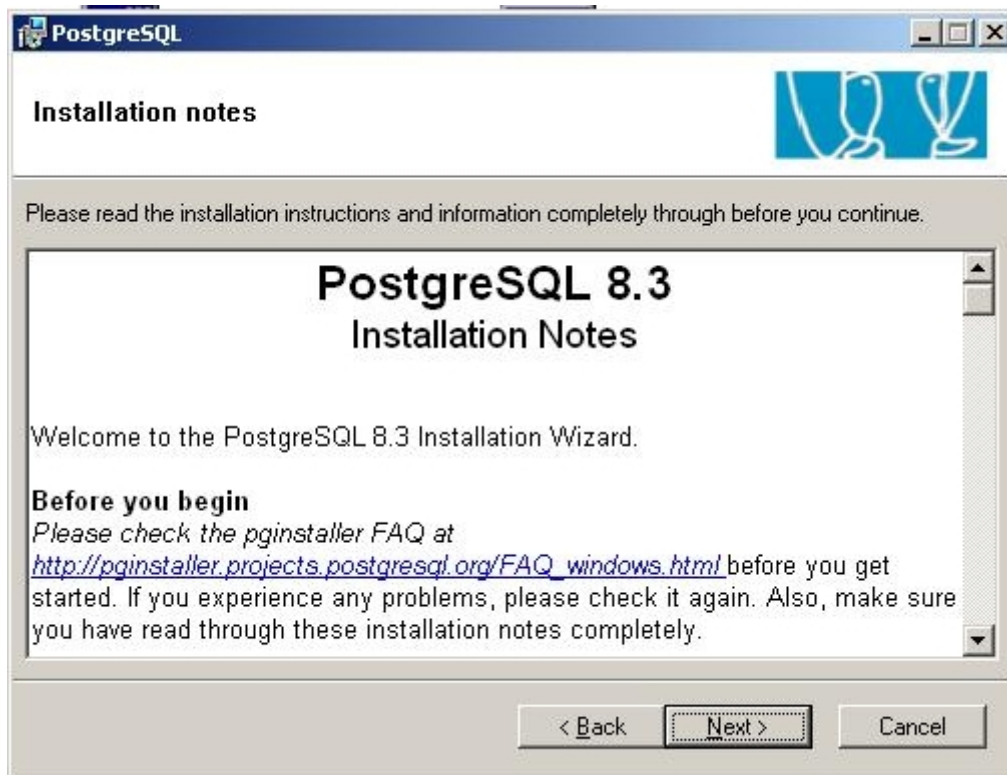 PostgreSQL
Installation notes
Please read the installation instructions and information completely through before you continue.
PostgreSQL 8.3
Installation Notes
Welcome to the PostgreSQL 8.3 Installation Wizard.
Before you begin
Please check the pginstaller FAQ at
http://pginstaller.projects.postgresql.org/FAQ_windows.html before you get
started. If you experience any problems, please check it again. Also, make sure
you have read through these installation notes completely.
< Back
Next >
Cancel